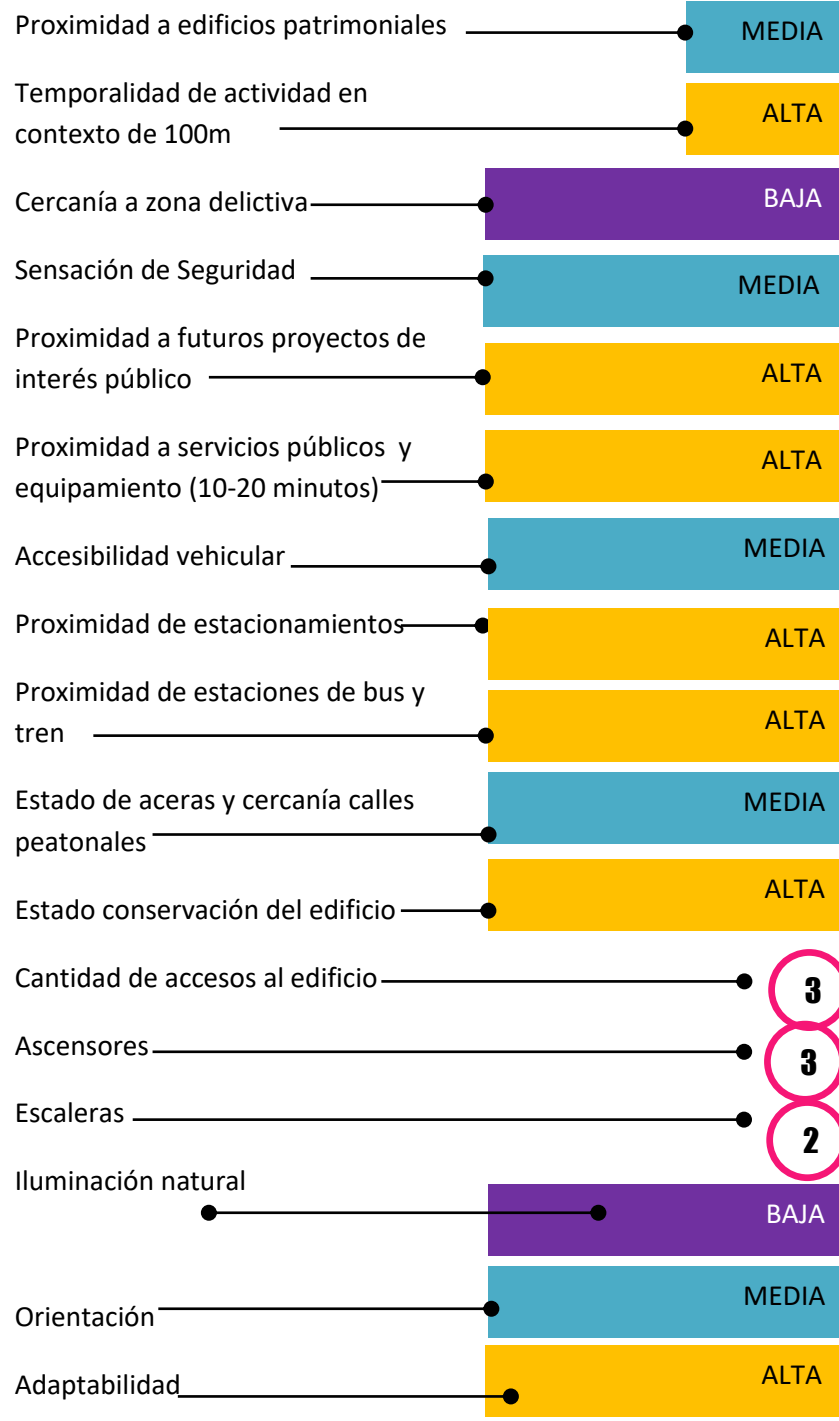 Proximidad a edificios patrimoniales
MEDIA
Temporalidad de actividad en
contexto de 100m
ALTA
Cercanía a zona delictiva
BAJA
Sensación de Seguridad
MEDIA
Proximidad a futuros proyectos de
interés público
ALTA
Proximidad a servicios públicos y
equipamiento (10-20 minutos)
ALTA
Accesibilidad vehicular
MEDIA
Proximidad de estacionamientos
ALTA
Proximidad de estaciones de bus y
tren
ALTA
Estado de aceras y cercanía calles
peatonales
MEDIA
Estado conservación del edificio
ALTA
Cantidad de accesos al edificio
3
Ascensores
3
Escaleras
2
Iluminación natural
BAJA
Orientación
MEDIA
Adaptabilidad
ALTA